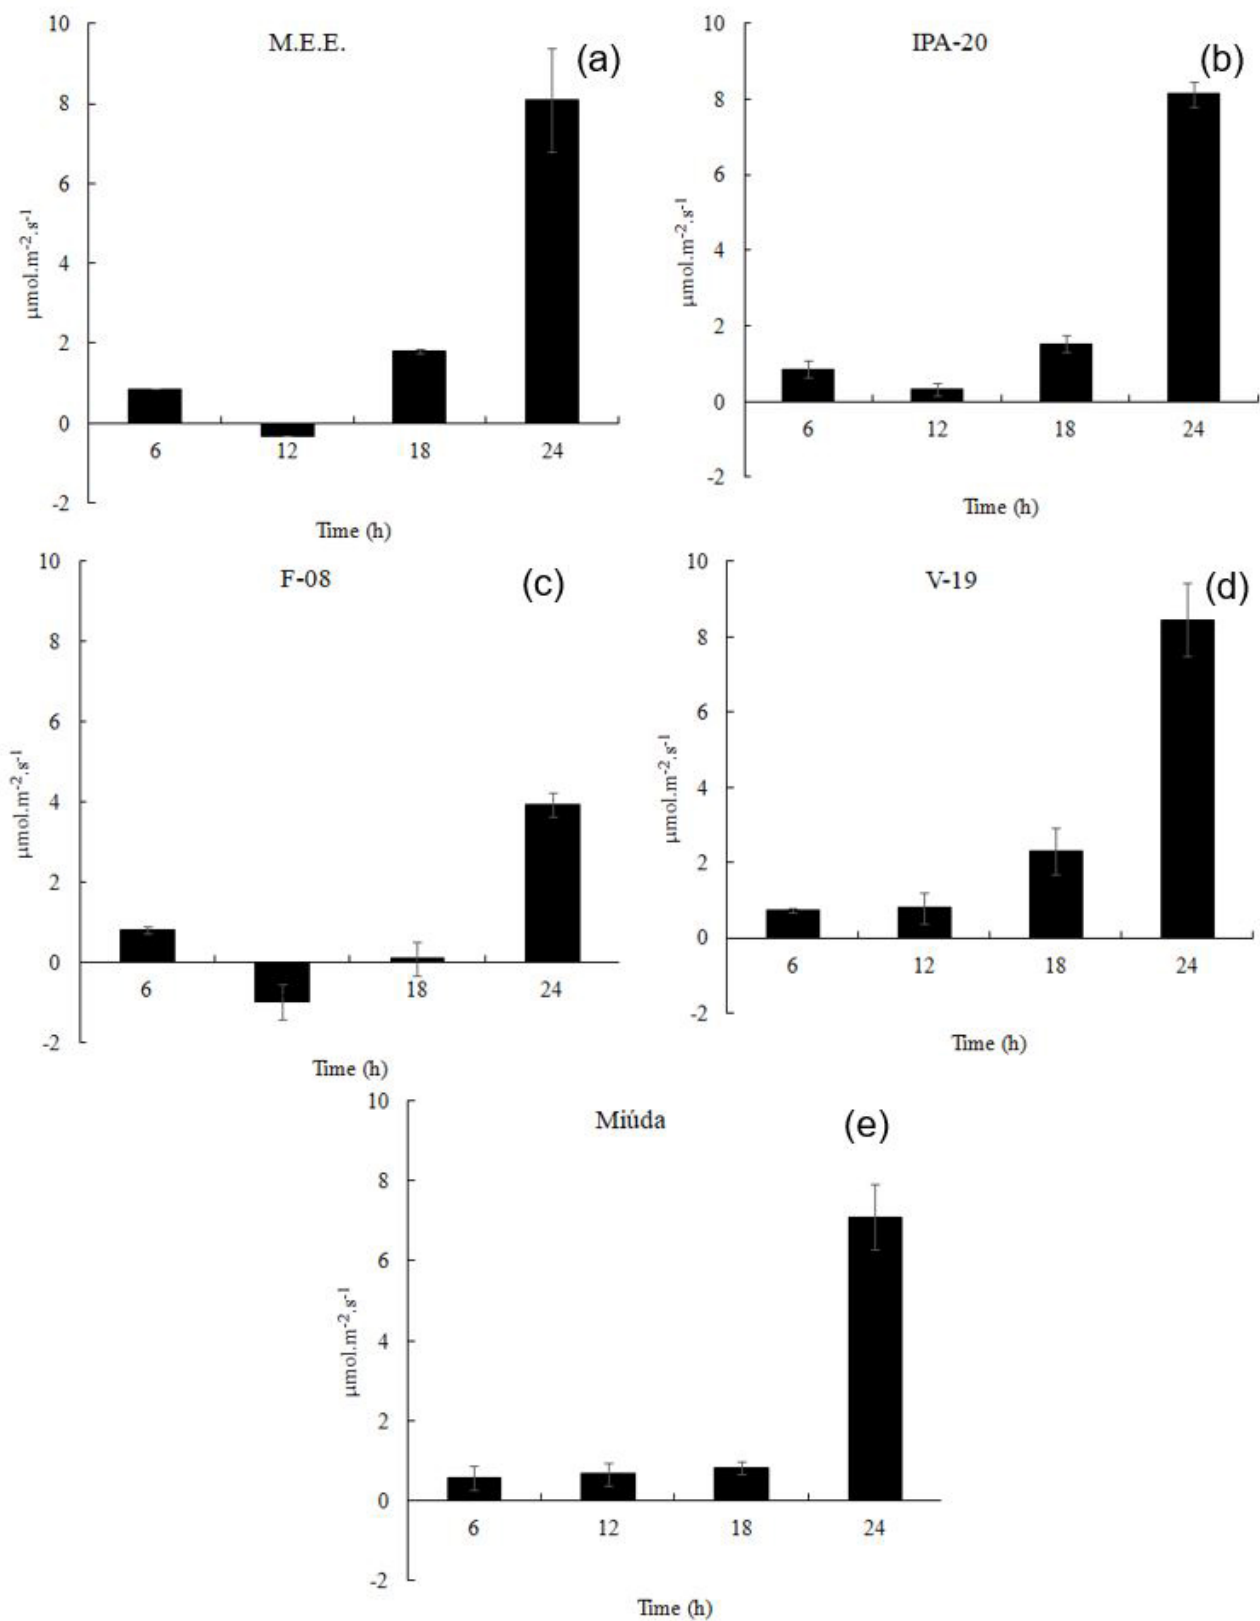 M.E.E.
(a)
10
8
6
4
2
0
-2
μmol.m⁻².s⁻¹
6 12 18 24
Time (h)
IPA-20
(b)
10
8
6
4
2
0
-2
μmol.m⁻².s⁻¹
6 12 18 24
Time (h)
F-08
(c)
10
8
6
4
2
0
-2
μmol.m⁻².s⁻¹
6 18 24
Time (h)
V-19
(d)
10
8
6
4
2
0
-2
μmol.m⁻².s⁻¹
6 12 18 24
Time (h)
Miúda
(e)
10
8
6
4
2
0
-2
μmol.m⁻².s⁻¹
6 12 18 24
Time (h)